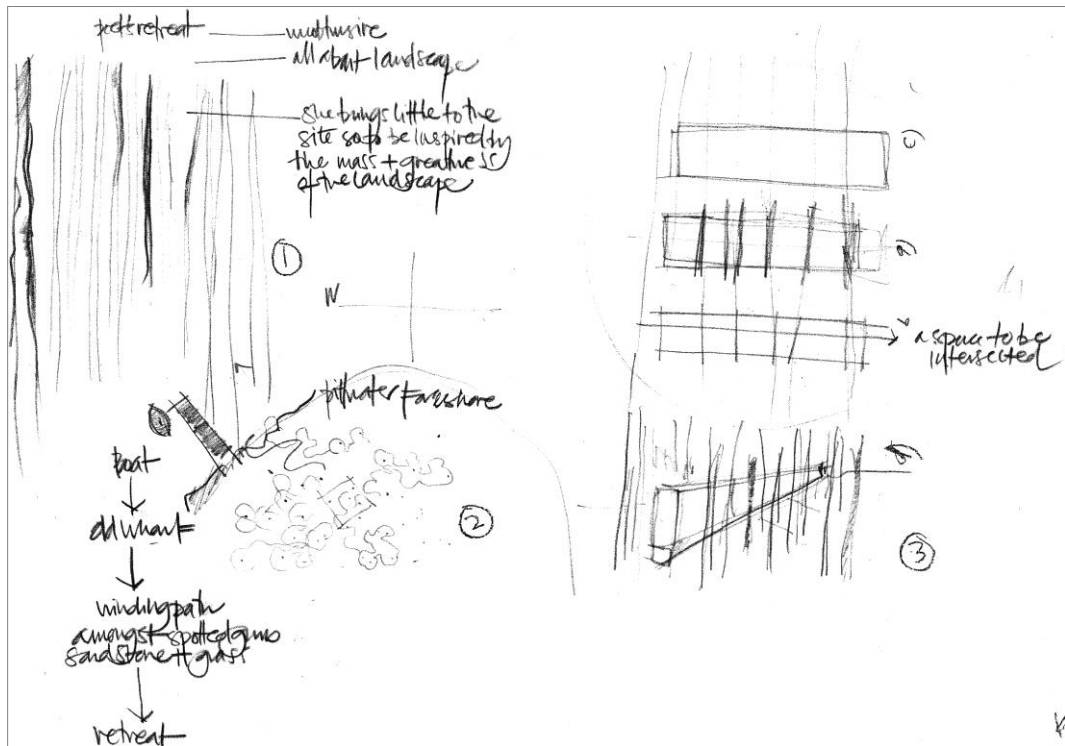 poet's retreat
all about landscape
she brings little to the
site so to be inspired by
the mass + greatness
of the landscape
1
N
pittwater foreshore
boat
old wharf
2
winding path
amongst spotted gums
sandstone + grass
retreat
a space to be
intersected
3